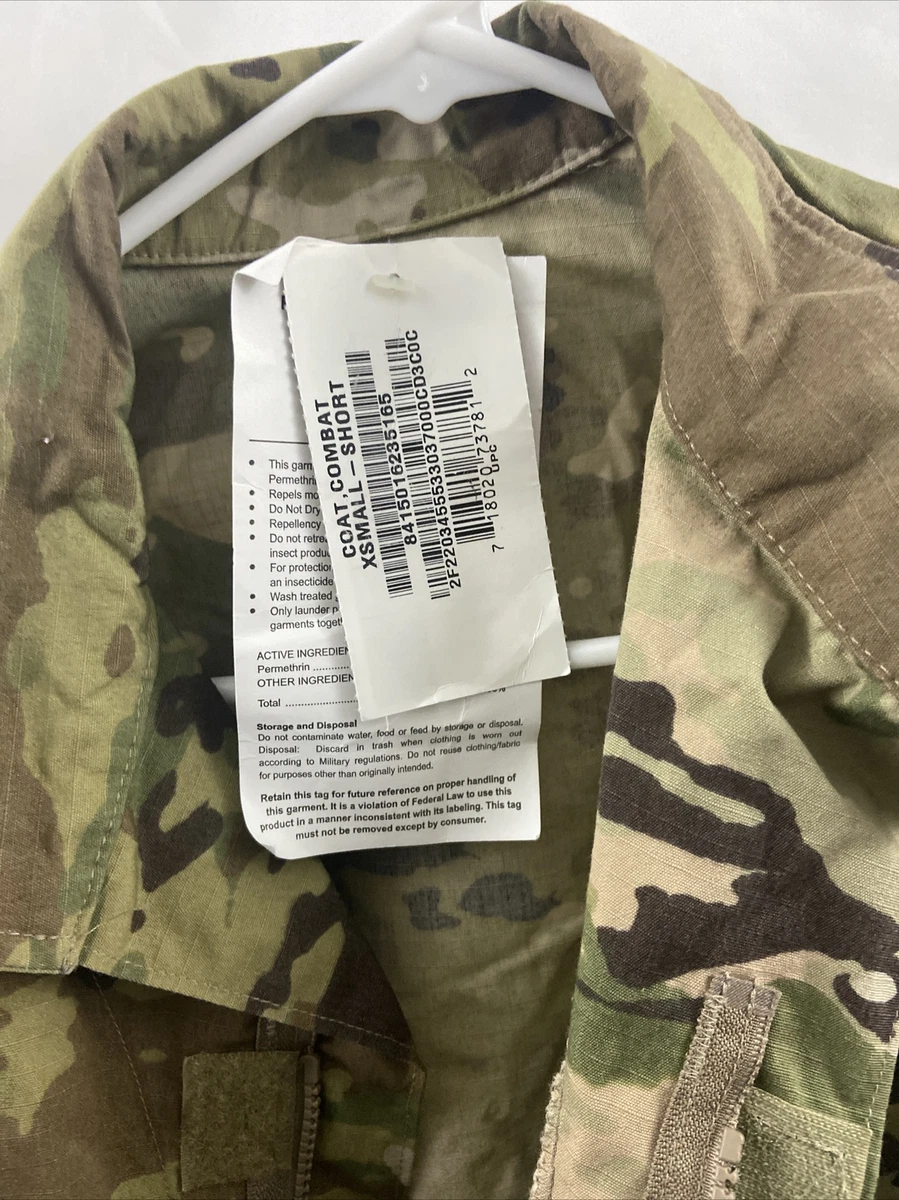 COAT,COMBAT
XSMALL – SHORT
8415016235165
2F2203455533037000CD3C0C
7 18020 73781 2
UPC
This garm
Permethri
Repels mo
Do Not Dry
Repellency
Do not retrea
insect produ
For protectio
an insecticide
Wash treated
Only launder p
garments toget
ACTIVE INGREDIEN
Permethrin ............
OTHER INGREDIEN
Total ........................
Storage and Disposal
Do not contaminate water, food or feed by storage or disposal.
Disposal: Discard in trash when clothing is worn out
according to Military regulations. Do not reuse clothing/fabric
for purposes other than originally intended.
Retain this tag for future reference on proper handling of
this garment. It is a violation of Federal Law to use this
product in a manner inconsistent with its labeling. This tag
must not be removed except by consumer.